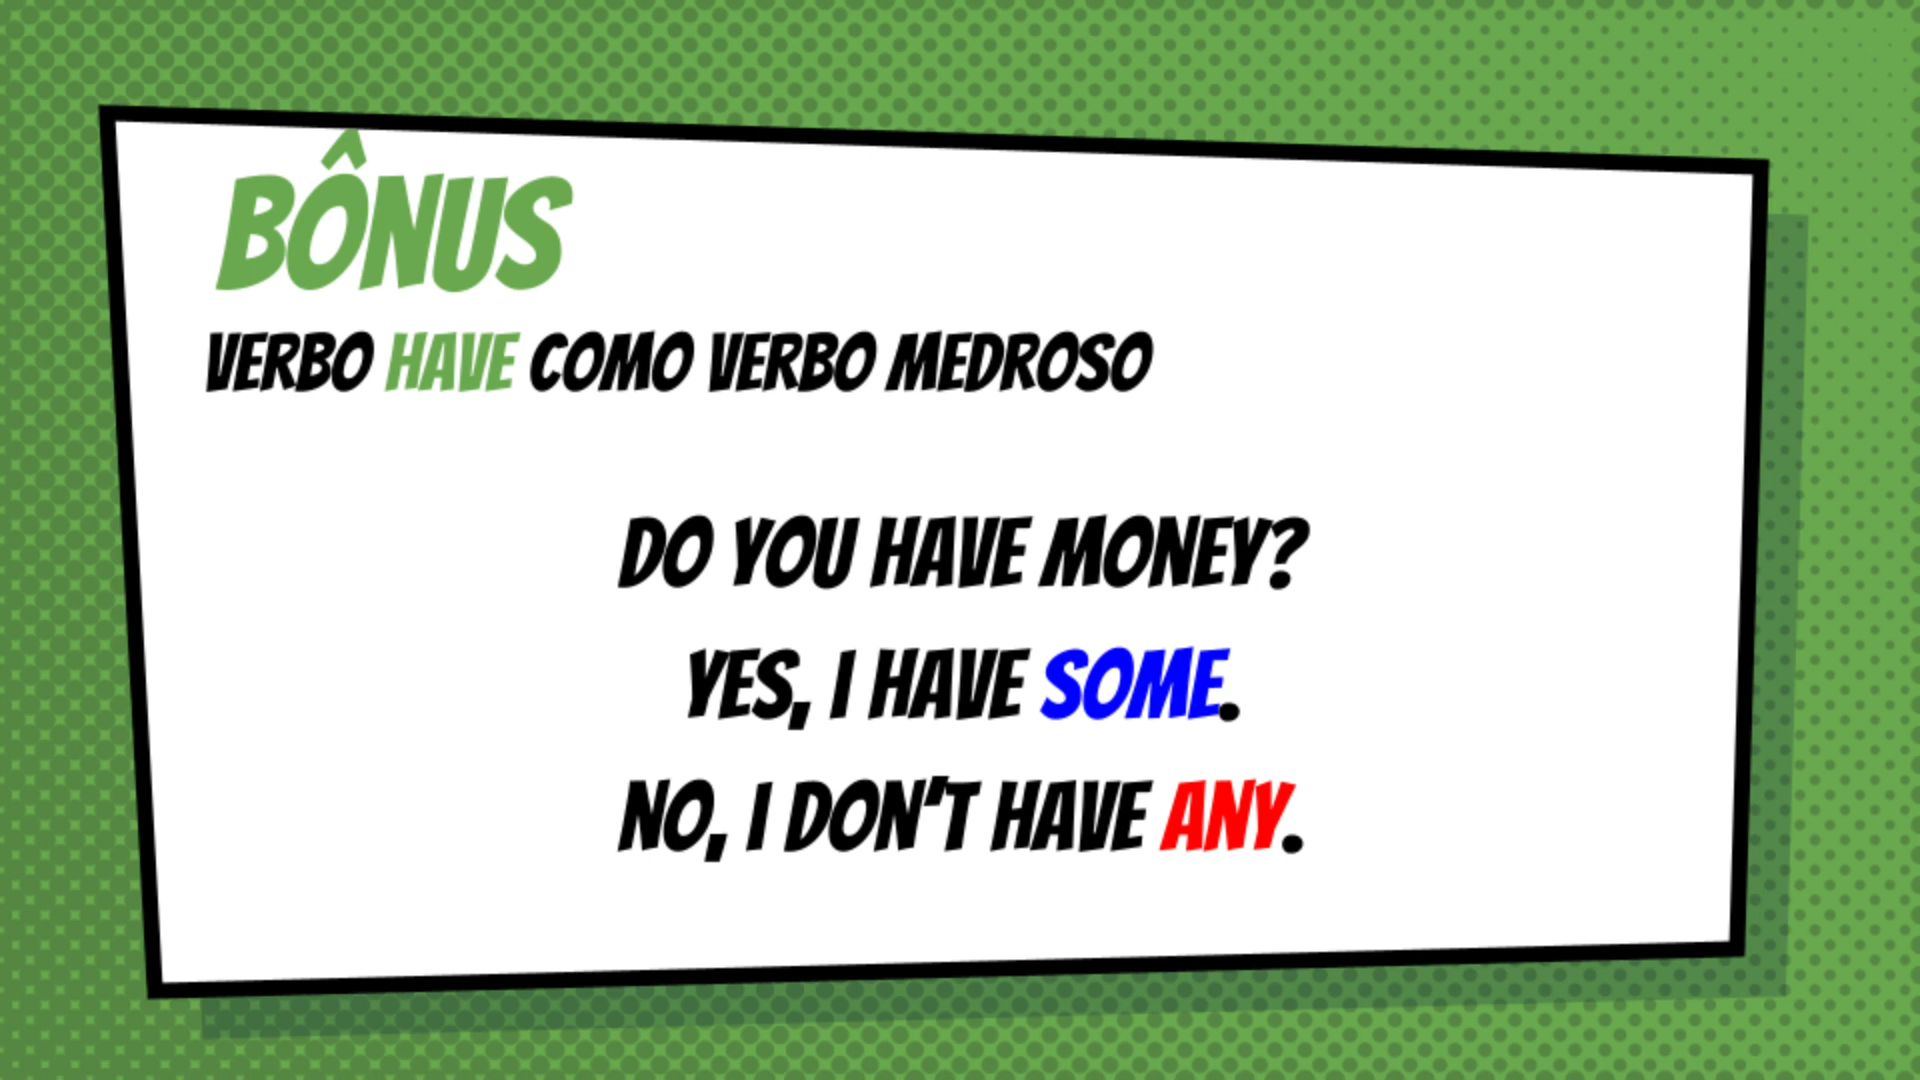 BÔNUS
VERBO HAVE COMO VERBO MEDROSO
DO YOU HAVE MONEY?
YES, I HAVE SOME.
NO, I DON'T HAVE ANY.